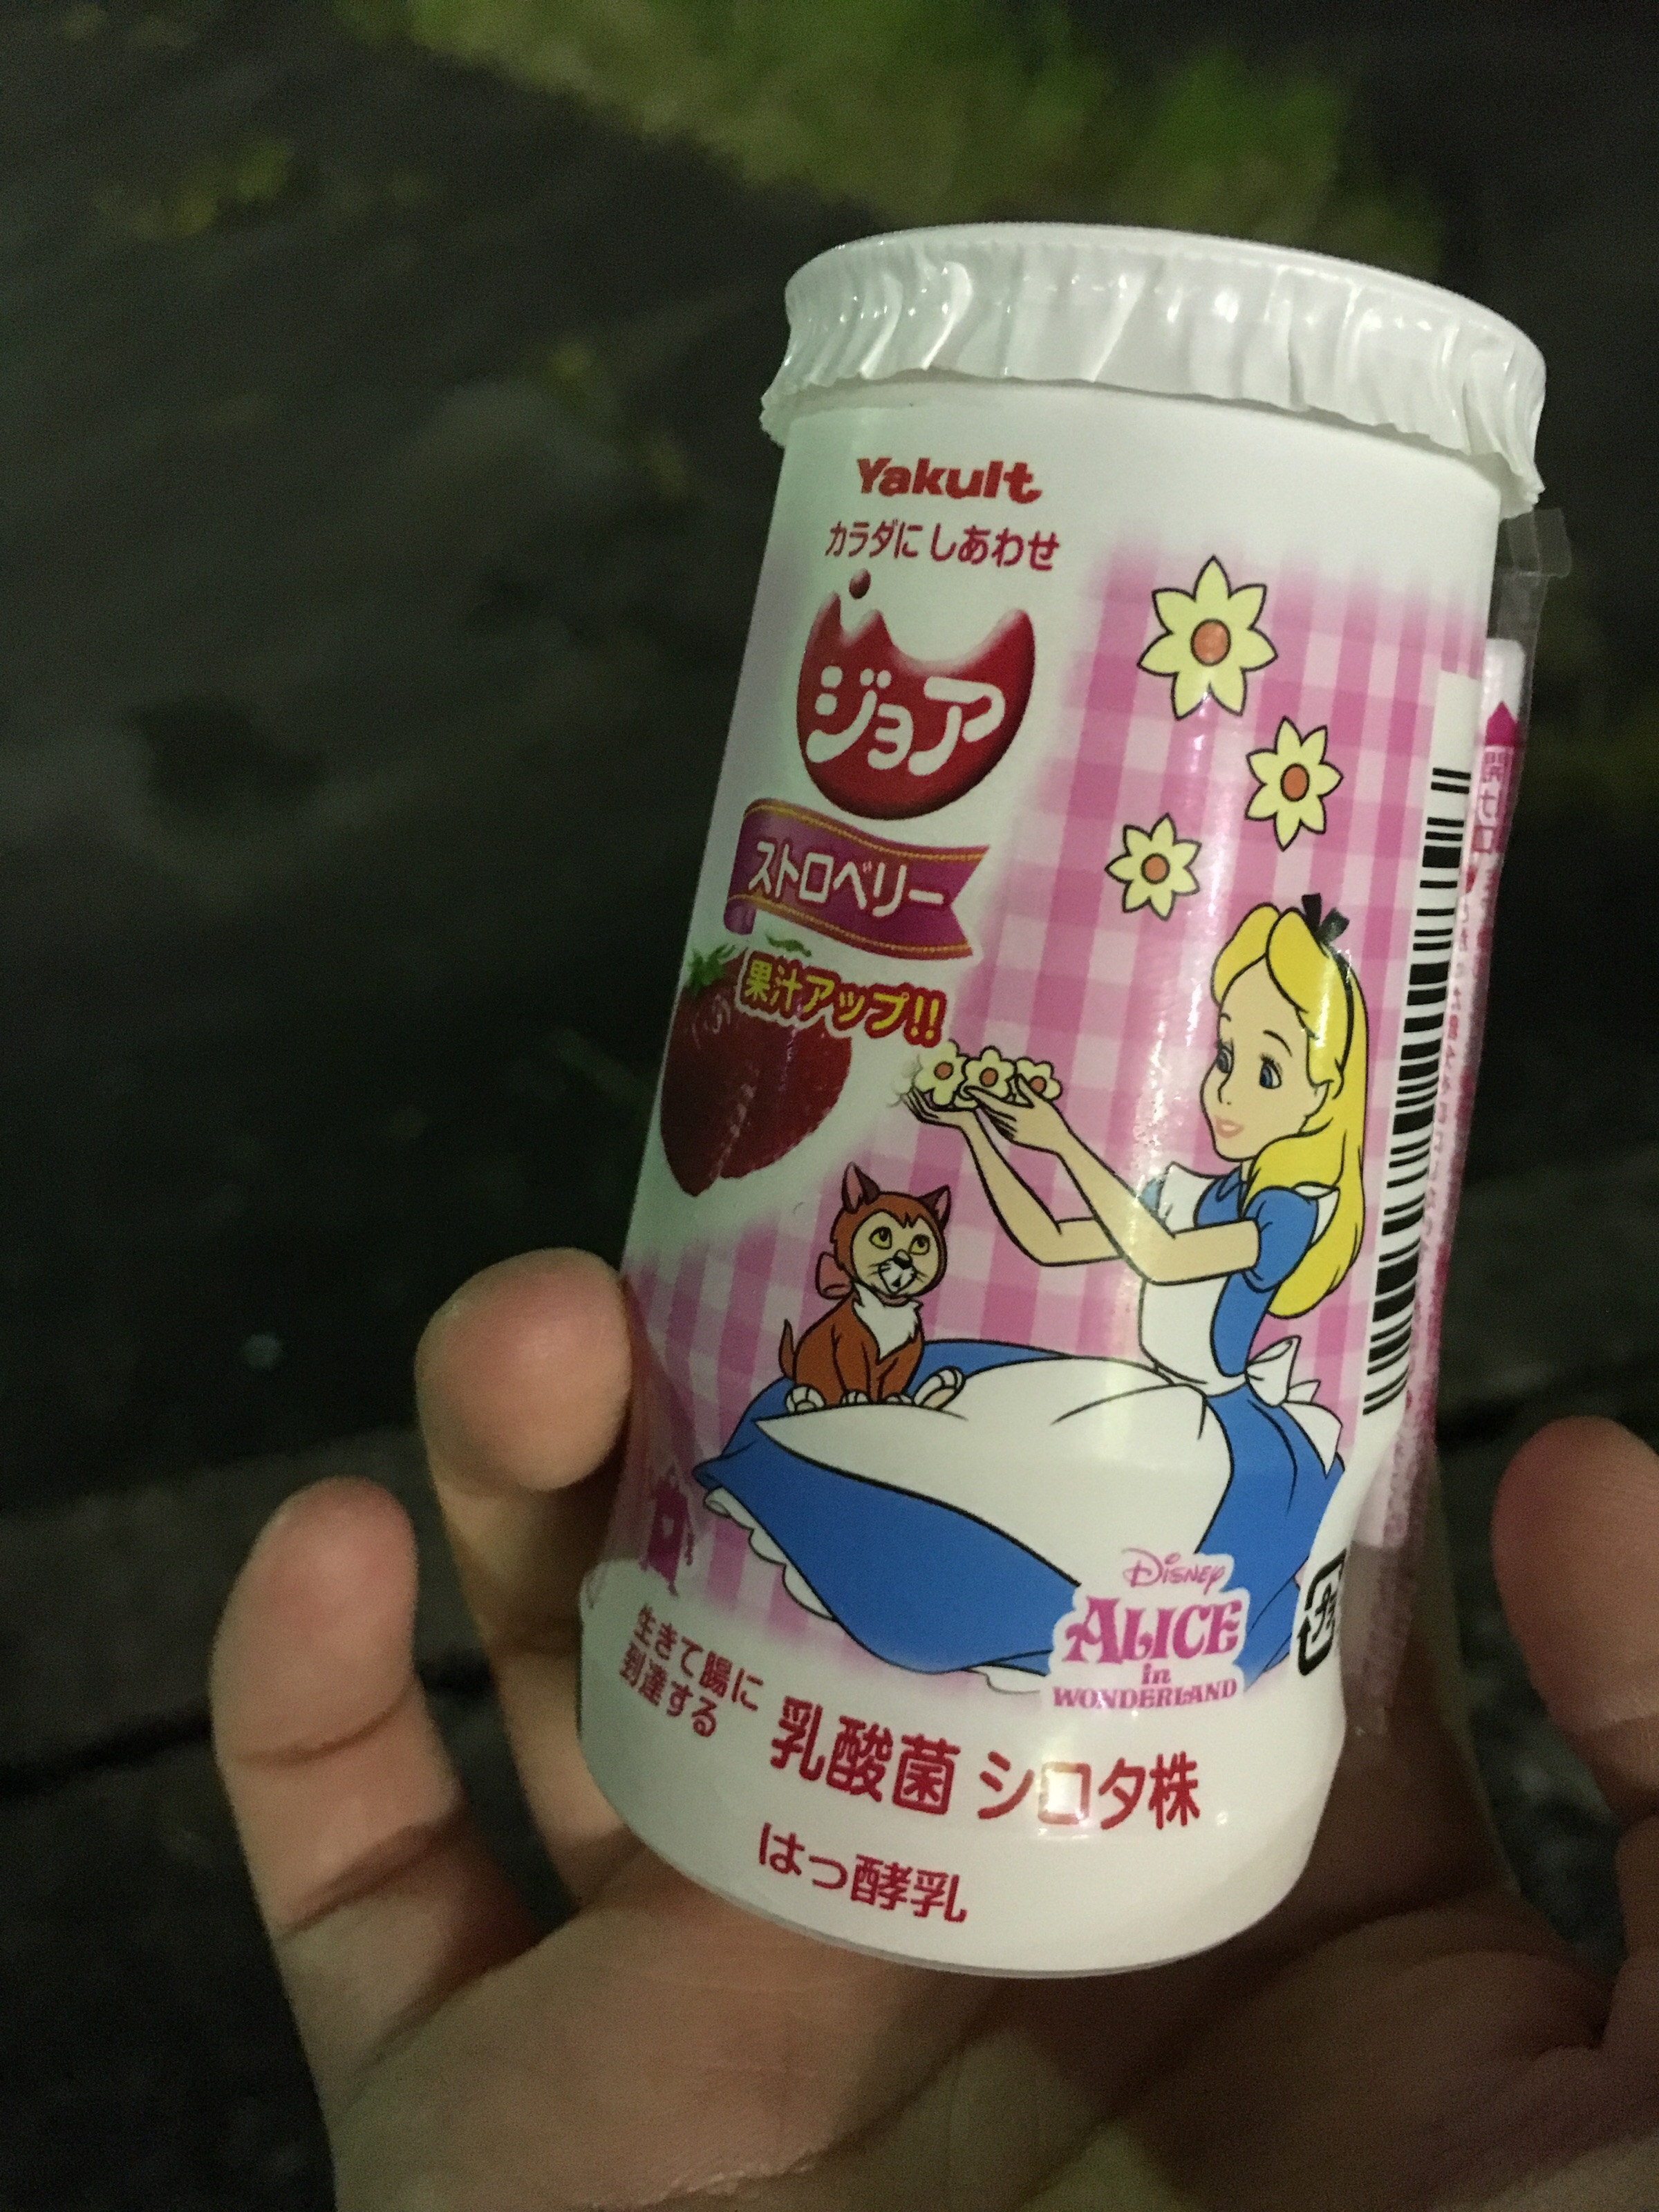 Yakult
カラダにしあわせ
ジョア
ストロベリー
果汁アップ!!
Disney
ALICE
in
WONDERLAND
生きて腸に
到達する
乳酸菌 シロタ株
はっ酵乳